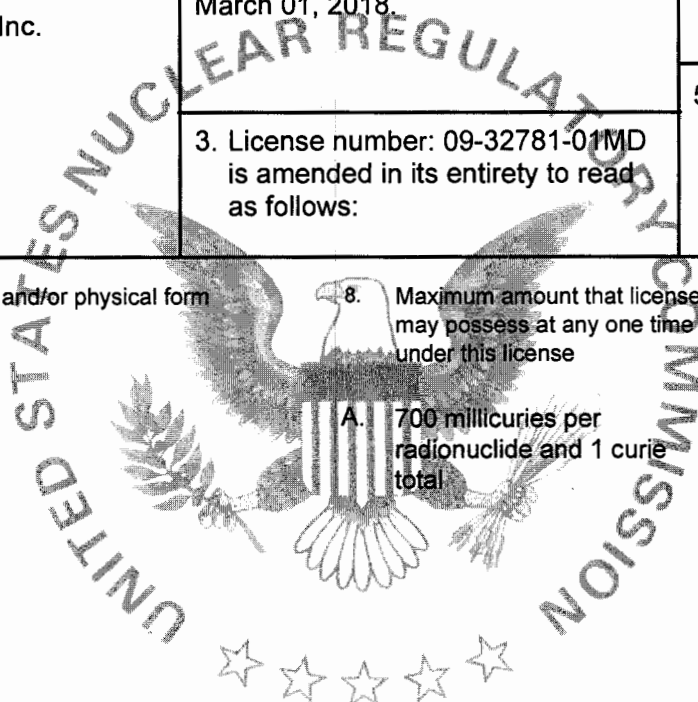 Inc.
March 01, 2018.
5
3. License number: 09-32781-01MD
is amended in its entirety to read
as follows:
and/or physical form
8. Maximum amount that license
may possess at any one time
under this license
A. 700 millicuries per
radionuclide and 1 curie
total
UNITED STATES NUCLEAR REGULATORY COMMISSION